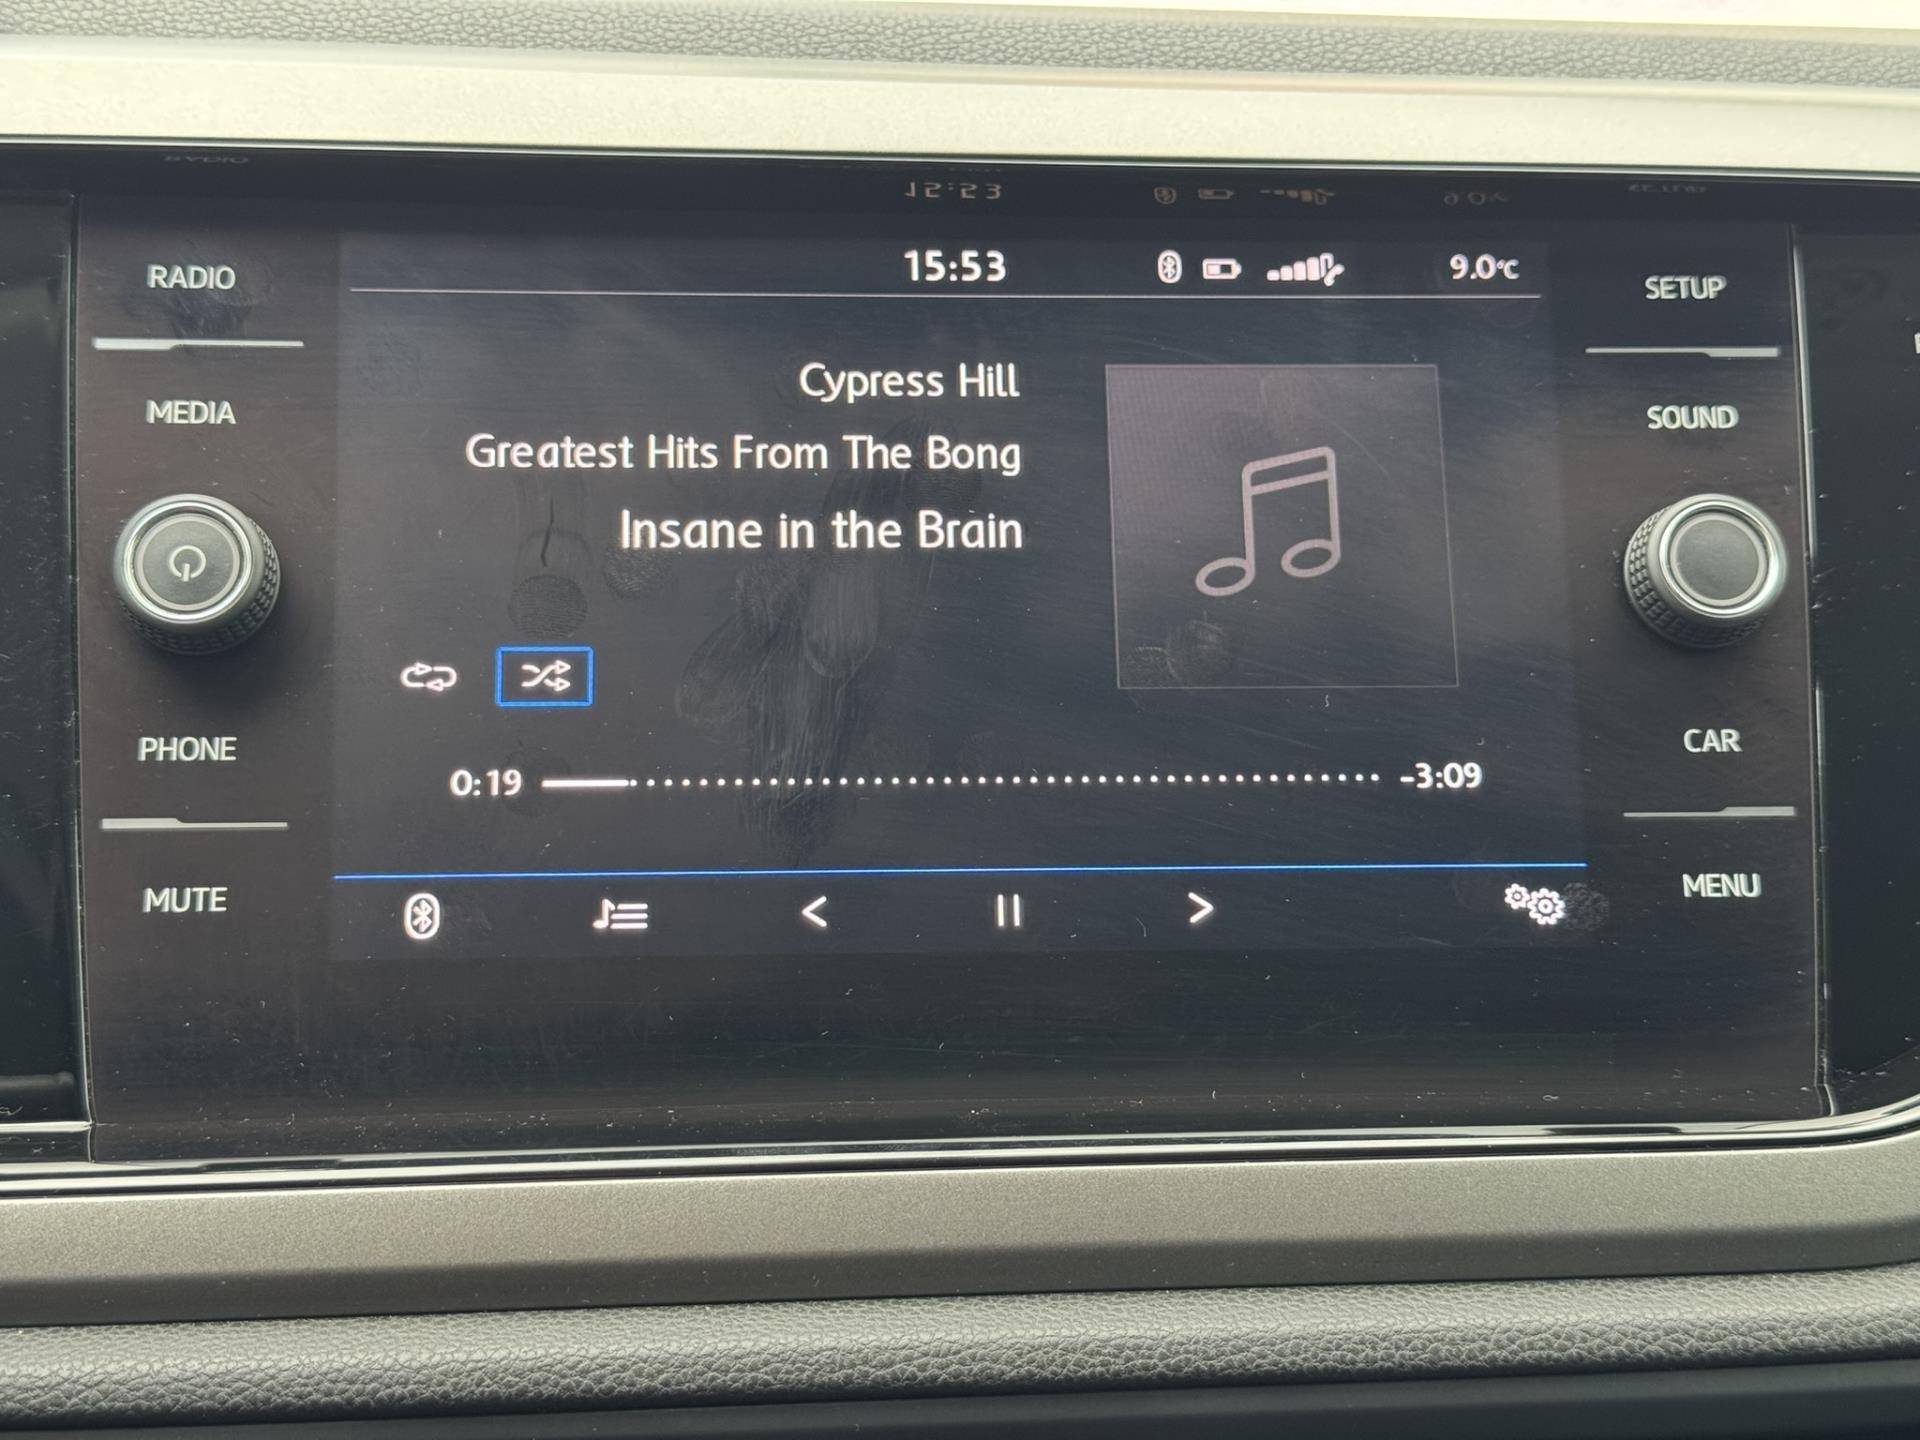 RADIO
MEDIA
PHONE
MUTE
15:53
9.0°C
Cypress Hill
Greatest Hits From The Bong
Insane in the Brain
0:19
-3:09
SETUP
SOUND
CAR
MENU